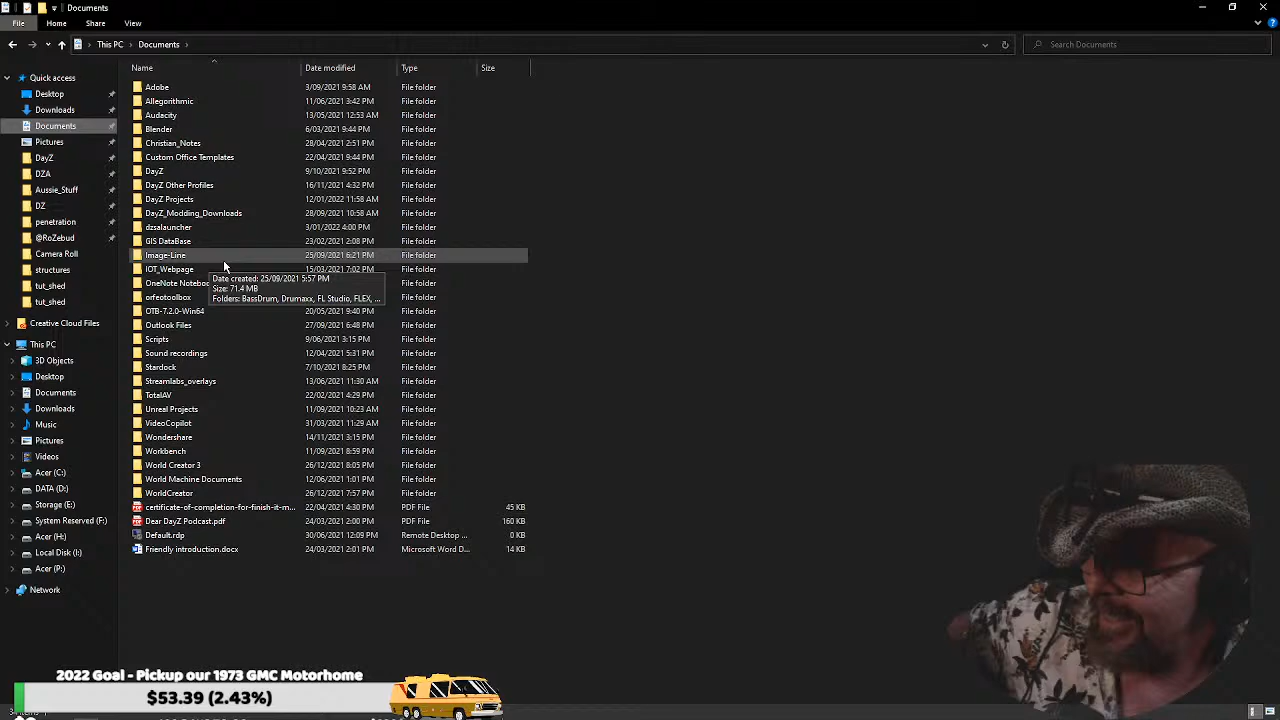 Documents
File Home Share View
This PC Documents Search Documents
Name Date modified Type Size
Quick access
Desktop
Downloads
Documents
Pictures
DayZ
DZA
Aussie_Stuff
DZ
penetration
@RoZebud
Camera Roll
structures
tut_shed
tut_shed
Creative Cloud Files
This PC
3D Objects
Desktop
Documents
Downloads
Music
Pictures
Videos
Acer (C:)
DATA (D:)
Storage (E:)
System Reserved (F:)
Acer (H:)
Local Disk (I:)
Acer (P:)
Network
Adobe 3/09/2021 9:58 AM File folder
Allegorithmic 11/06/2021 3:42 PM File folder
Audacity 13/05/2021 12:53 AM File folder
Blender 6/03/2021 9:44 PM File folder
Christian_Notes 28/04/2021 2:51 PM File folder
Custom Office Templates 22/04/2021 9:44 PM File folder
DayZ 9/10/2021 9:52 PM File folder
DayZ Other Profiles 16/11/2021 4:32 PM File folder
DayZ Projects 12/01/2022 11:58 AM File folder
DayZ_Modding_Downloads 28/09/2021 10:58 AM File folder
dzsalauncher 3/01/2022 4:00 PM File folder
GIS DataBase 23/02/2021 2:08 PM File folder
Image-Line 25/09/2021 6:21 PM File folder
IOT_Webpage 15/03/2021 7:02 PM File folder
OneNote Notebo File folder
orfeotoolbox File folder
Date created: 25/09/2021 5:57 PM
Size: 71.4 MB
Folders: BassDrum, Drumaxx, FL Studio, FLEX, ...
OTB-7.2.0-Win64 20/05/2021 9:40 PM File folder
Outlook Files 27/09/2021 6:48 PM File folder
Scripts 9/06/2021 3:15 PM File folder
Sound recordings 12/04/2021 5:31 PM File folder
Stardock 7/10/2021 8:25 PM File folder
Streamlabs_overlays 13/06/2021 11:30 AM File folder
TotalAV 22/02/2021 4:29 PM File folder
Unreal Projects 11/09/2021 10:23 AM File folder
VideoCopilot 31/03/2021 11:29 AM File folder
Wondershare 14/11/2021 3:15 PM File folder
Workbench 11/09/2021 8:59 PM File folder
World Creator 3 26/12/2021 8:05 PM File folder
World Machine Documents 12/06/2021 1:01 PM File folder
WorldCreator 26/12/2021 7:57 PM File folder
certificate-of-completion-for-finish-it-m... 22/04/2021 4:30 PM PDF File 45 KB
Dear DayZ Podcast.pdf 24/03/2021 2:00 PM PDF File 160 KB
Default.rdp 30/06/2021 12:09 PM Remote Desktop ... 0 KB
Friendly introduction.docx 24/03/2021 2:01 PM Microsoft Word D... 14 KB
2022 Goal - Pickup our 1973 GMC Motorhome
$53.39 (2.43%)